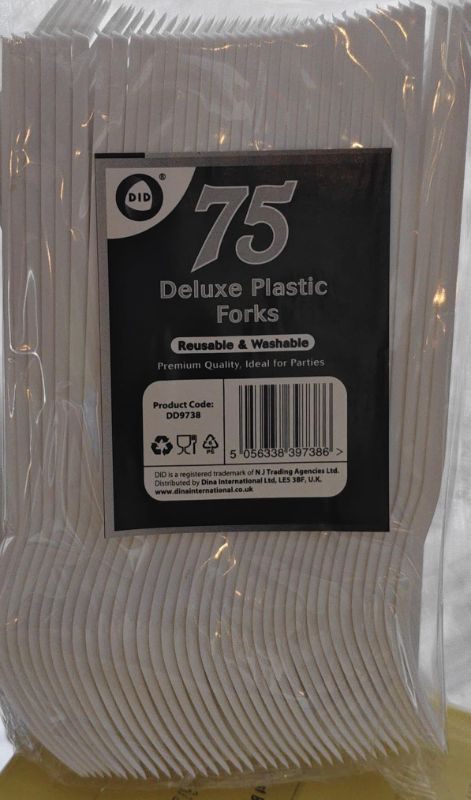 DID ®
75
Deluxe Plastic
Forks
Reusable & Washable
Premium Quality, Ideal for Parties
Product Code:
DD9738
5 056338 397386 >
DID is a registered trademark of N J Trading Agencies Ltd.
Distributed by Dina International Ltd, LE5 3BF, U.K.
www.dinainternational.co.uk